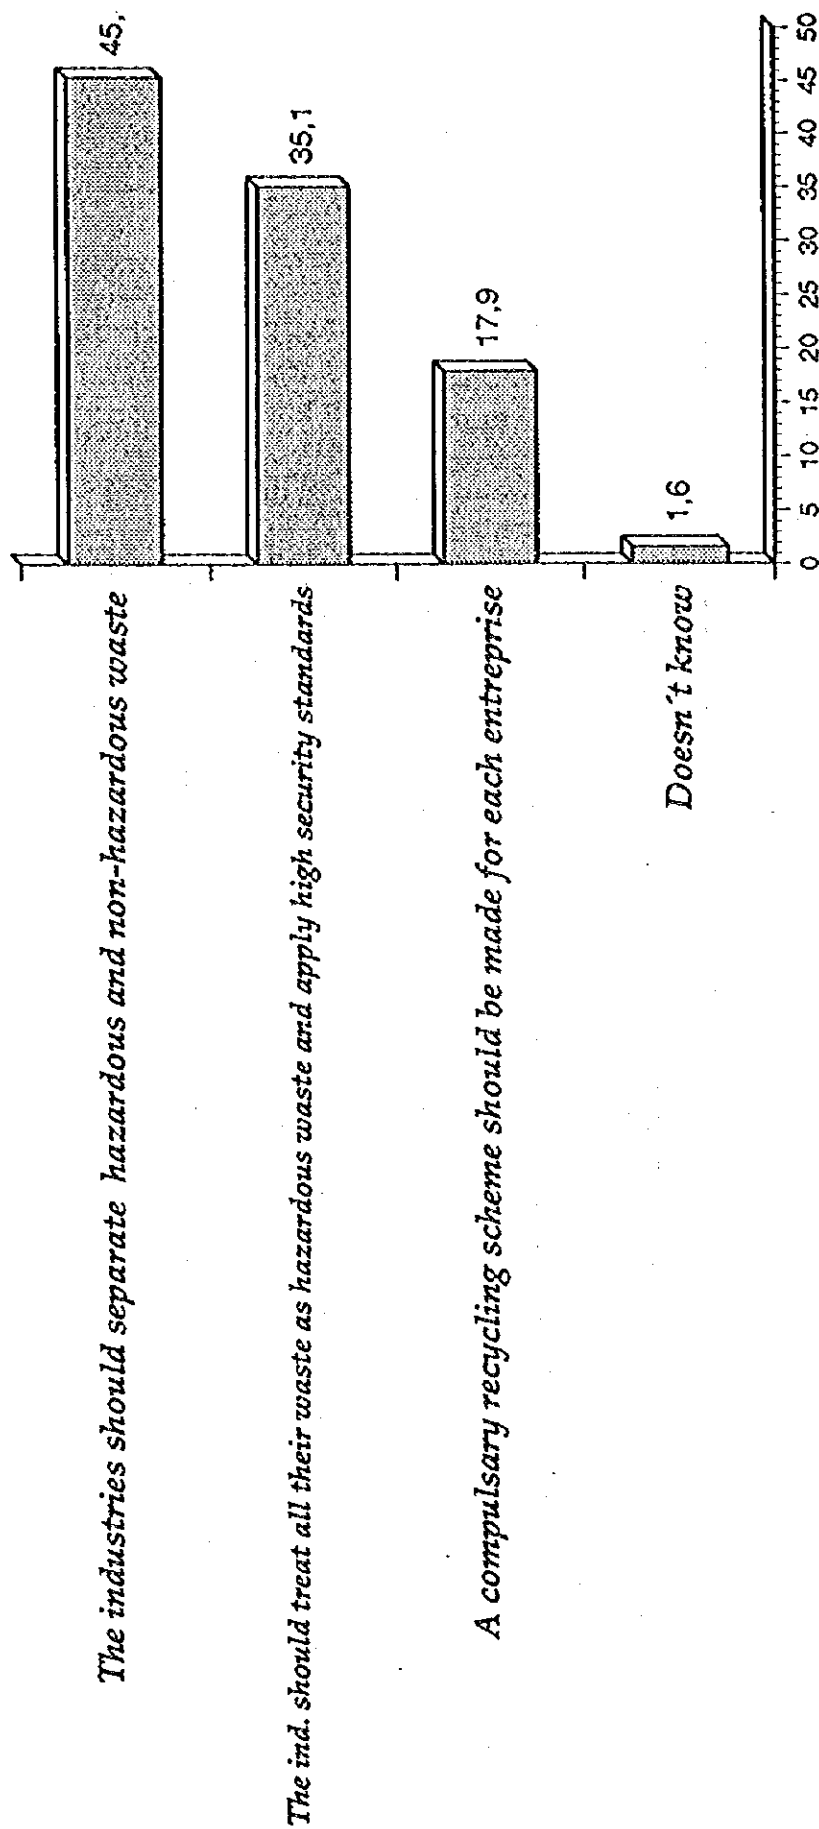 The industries should separate hazardous and non-hazardous waste
45,
The ind. should treat all their waste as hazardous waste and apply high security standards
35,1
A compulsary recycling scheme should be made for each entreprise
17,9
Doesn´t know
1,6
0 5 10 15 20 25 30 35 40 45 50